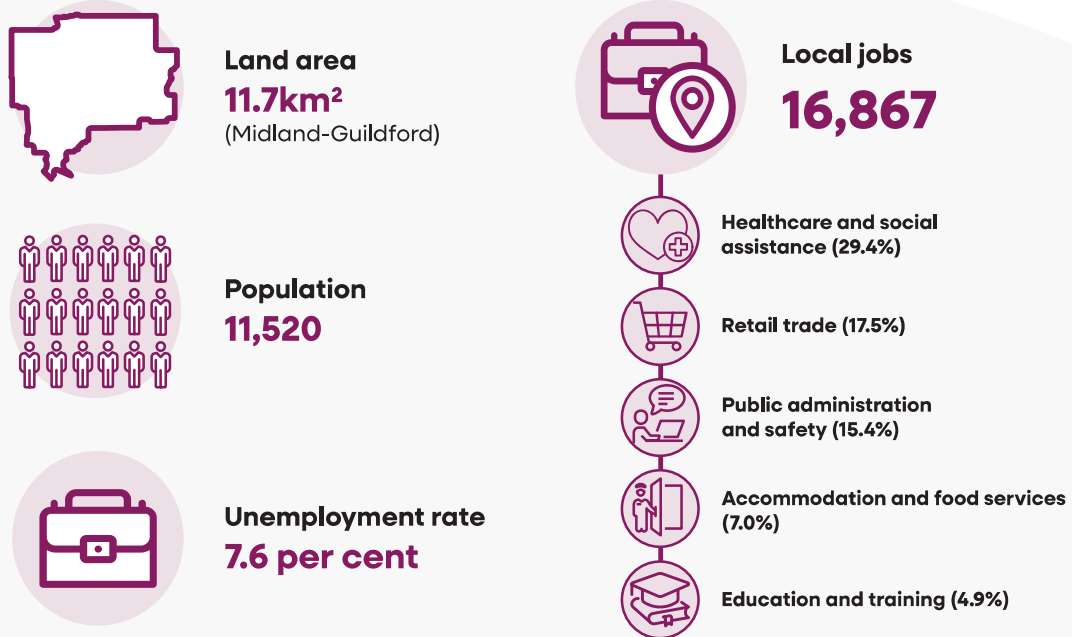 Land area
11.7km²
(Midland-Guildford)
Population
11,520
Unemployment rate
7.6 per cent
Local jobs
16,867
Healthcare and social
assistance (29.4%)
Retail trade (17.5%)
Public administration
and safety (15.4%)
Accommodation and food services
(7.0%)
Education and training (4.9%)